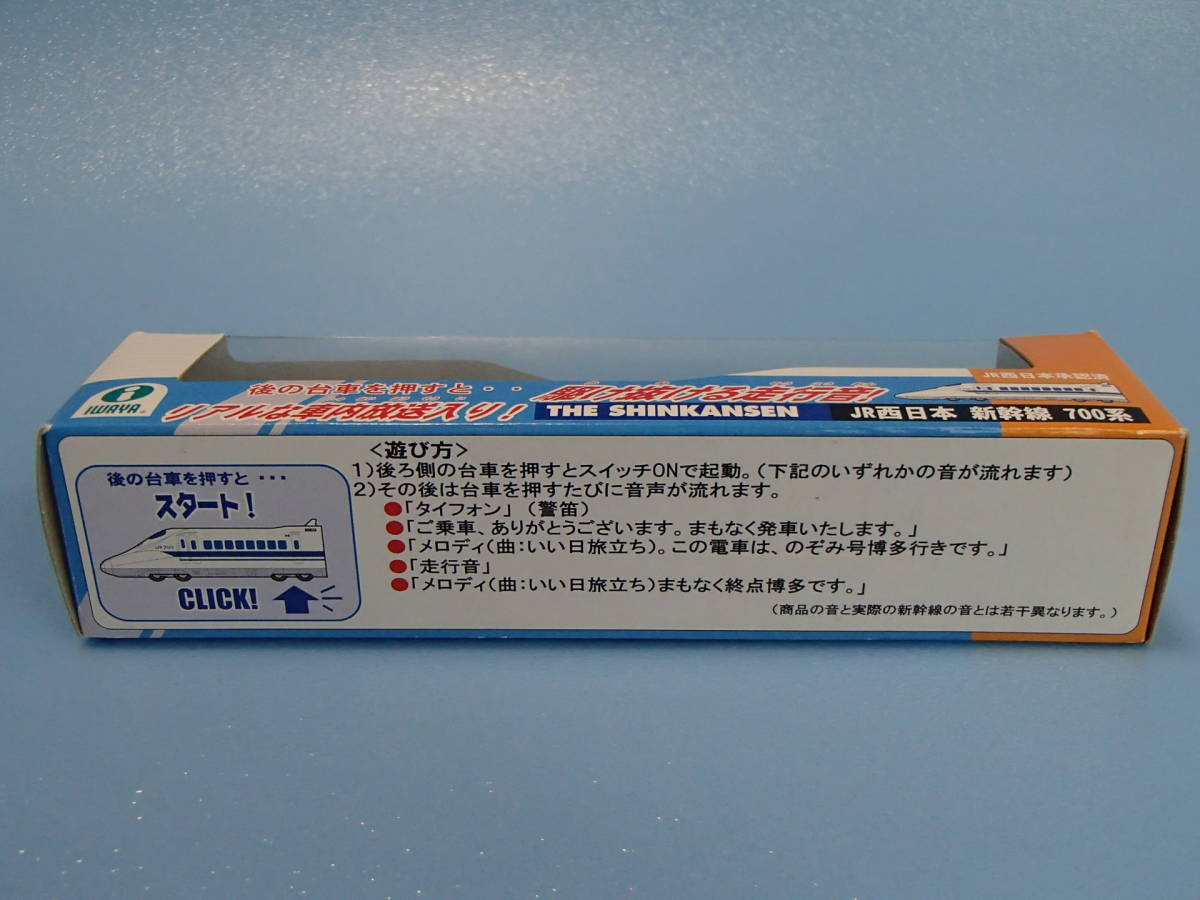 JR西日本承認済
後の台車を押すと・・ 駆け抜ける走行音!
IWAYA
リアルな車内放送入り! THE SHINKANSEN JR西日本 新幹線 700系
<遊び方>
1)後ろ側の台車を押すとスイッチONで起動。(下記のいずれかの音が流れます)
2)その後は台車を押すたびに音声が流れます。
●「タイフォン」(警笛)
●「ご乗車、ありがとうございます。まもなく発車いたします。」
●「メロディ(曲:いい日旅立ち)。この電車は、のぞみ号博多行きです。」
●「走行音」
●「メロディ(曲:いい日旅立ち)まもなく終点博多です。」
(商品の音と実際の新幹線の音とは若干異なります。)
後の台車を押すと・・・
スタート!
CLICK!